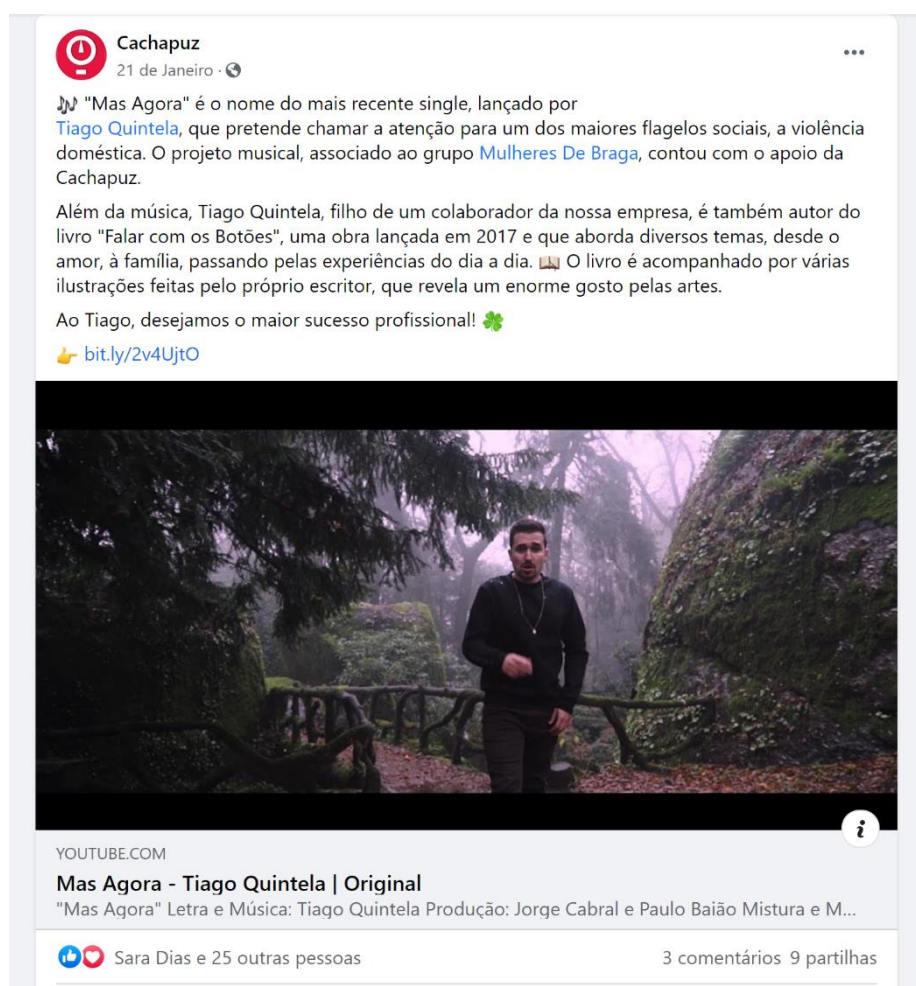 Cachapuz
21 de Janeiro ·
"Mas Agora" é o nome do mais recente single, lançado por
Tiago Quintela, que pretende chamar a atenção para um dos maiores flagelos sociais, a violência
doméstica. O projeto musical, associado ao grupo Mulheres De Braga, contou com o apoio da
Cachapuz.
Além da música, Tiago Quintela, filho de um colaborador da nossa empresa, é também autor do
livro "Falar com os Botões", uma obra lançada em 2017 e que aborda diversos temas, desde o
amor, à família, passando pelas experiências do dia a dia. 📖 O livro é acompanhado por várias
ilustrações feitas pelo próprio escritor, que revela um enorme gosto pelas artes.
Ao Tiago, desejamos o maior sucesso profissional! 🍀
👉 bit.ly/2v4UjtO
YOUTUBE.COM
Mas Agora - Tiago Quintela | Original
"Mas Agora" Letra e Música: Tiago Quintela Produção: Jorge Cabral e Paulo Baião Mistura e M...
Sara Dias e 25 outras pessoas
3 comentários 9 partilhas